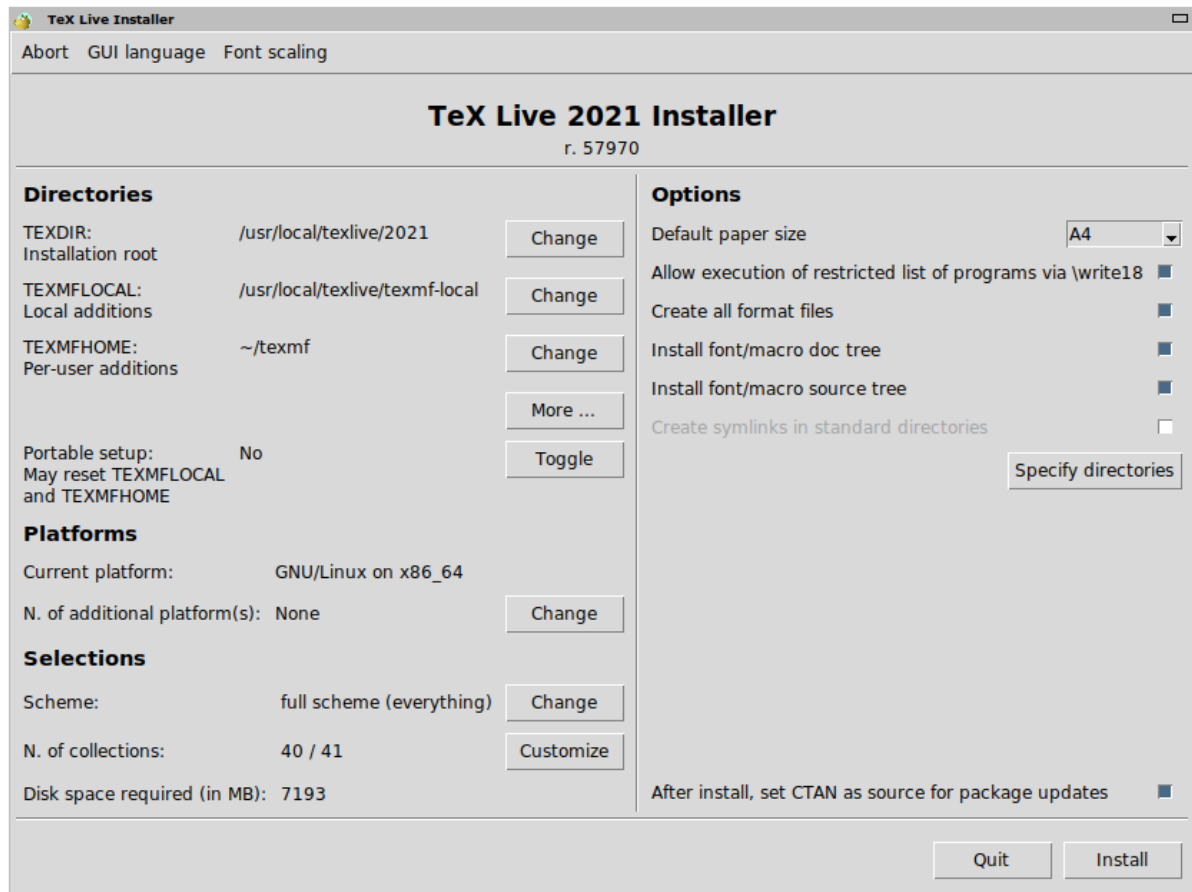 TeX Live Installer
Abort GUI language Font scaling
TeX Live 2021 Installer
r. 57970
Directories
TEXDIR: /usr/local/texlive/2021 Change
Installation root
TEXMFLOCAL: /usr/local/texlive/texmf-local Change
Local additions
TEXMFHOME: ~/texmf Change
Per-user additions
More ...
Portable setup: No Toggle
May reset TEXMFLOCAL
and TEXMFHOME
Platforms
Current platform: GNU/Linux on x86_64
N. of additional platform(s): None Change
Selections
Scheme: full scheme (everything) Change
N. of collections: 40 / 41 Customize
Disk space required (in MB): 7193
Options
Default paper size A4
Allow execution of restricted list of programs via \write18
Create all format files
Install font/macro doc tree
Install font/macro source tree
Create symlinks in standard directories
Specify directories
After install, set CTAN as source for package updates
Quit Install